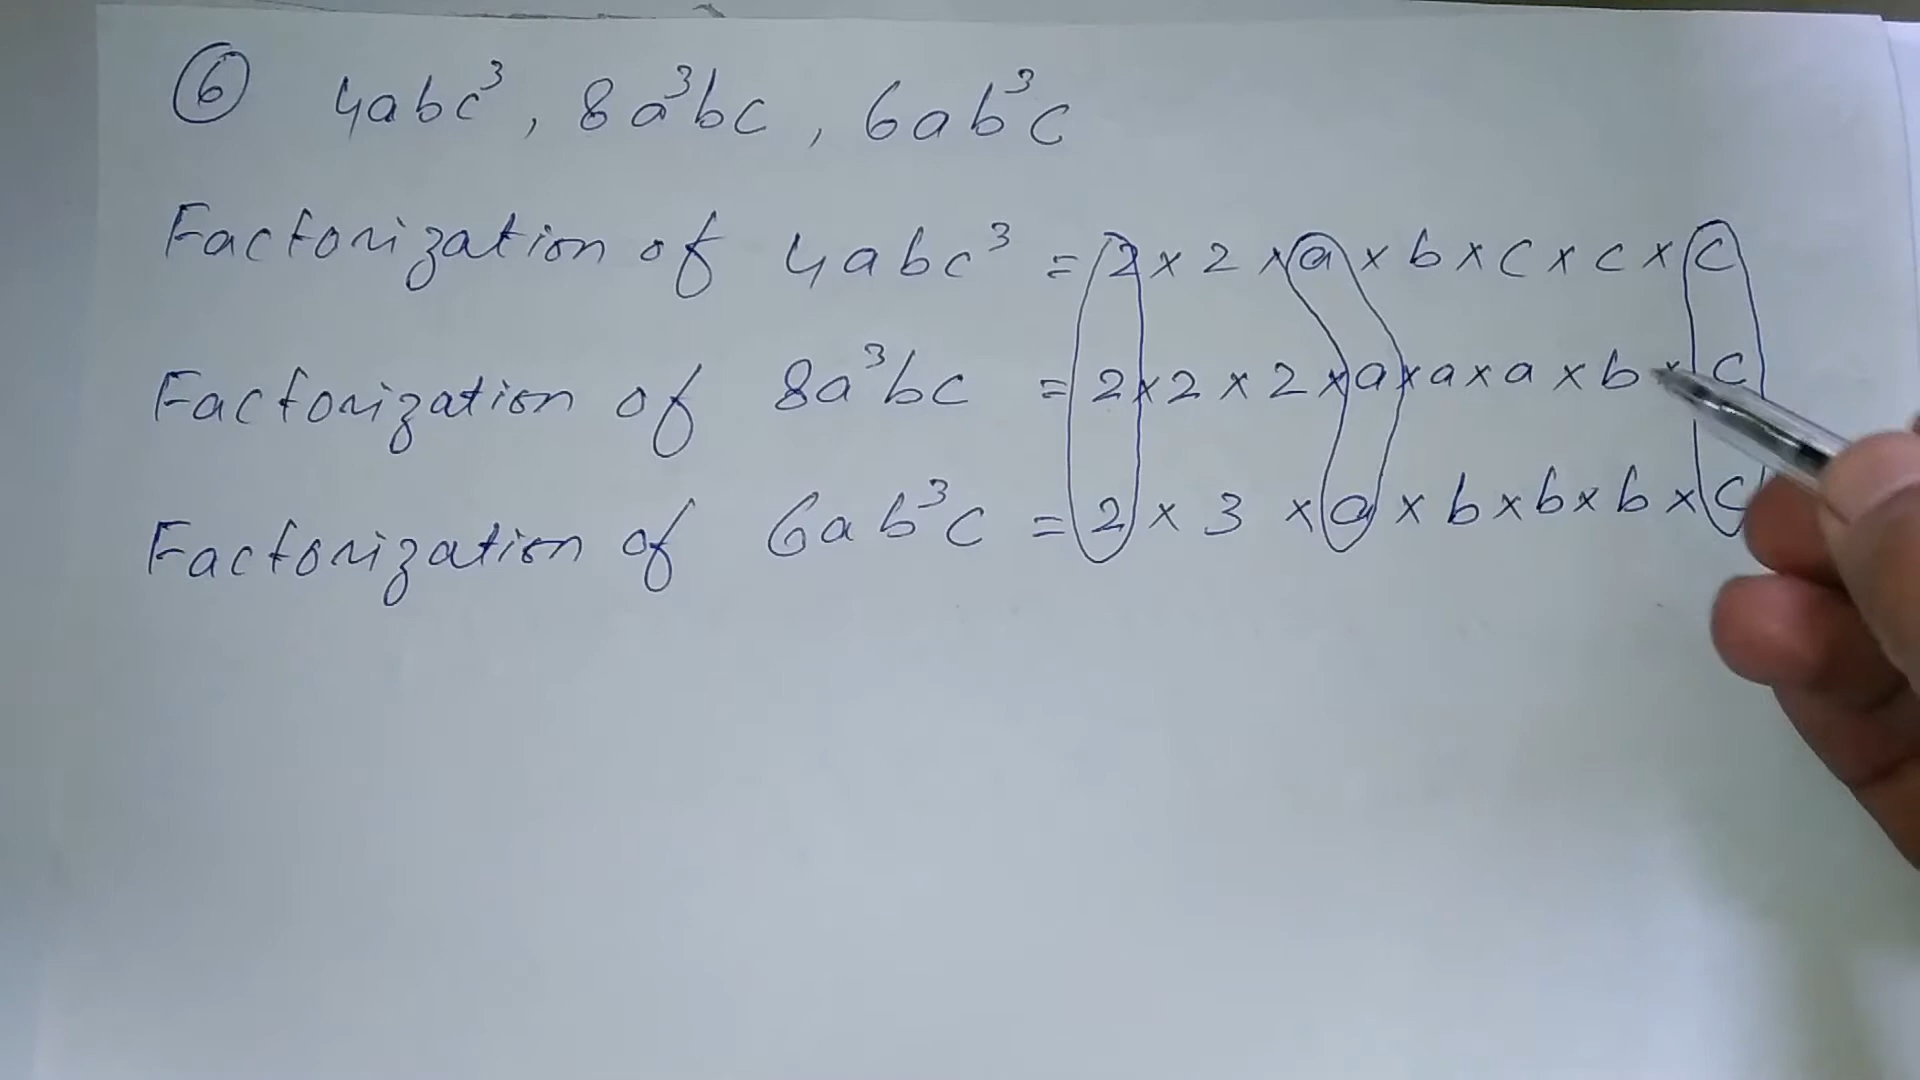 6 4abc³, 8a³bc, 6ab³c
Factorization of 4abc³ = 2 × 2 × a × b × c × c × c
Factorization of 8a³bc = 2 × 2 × 2 × a × a × a × b × c
Factorization of 6ab³c = 2 × 3 × a × b × b × b × c